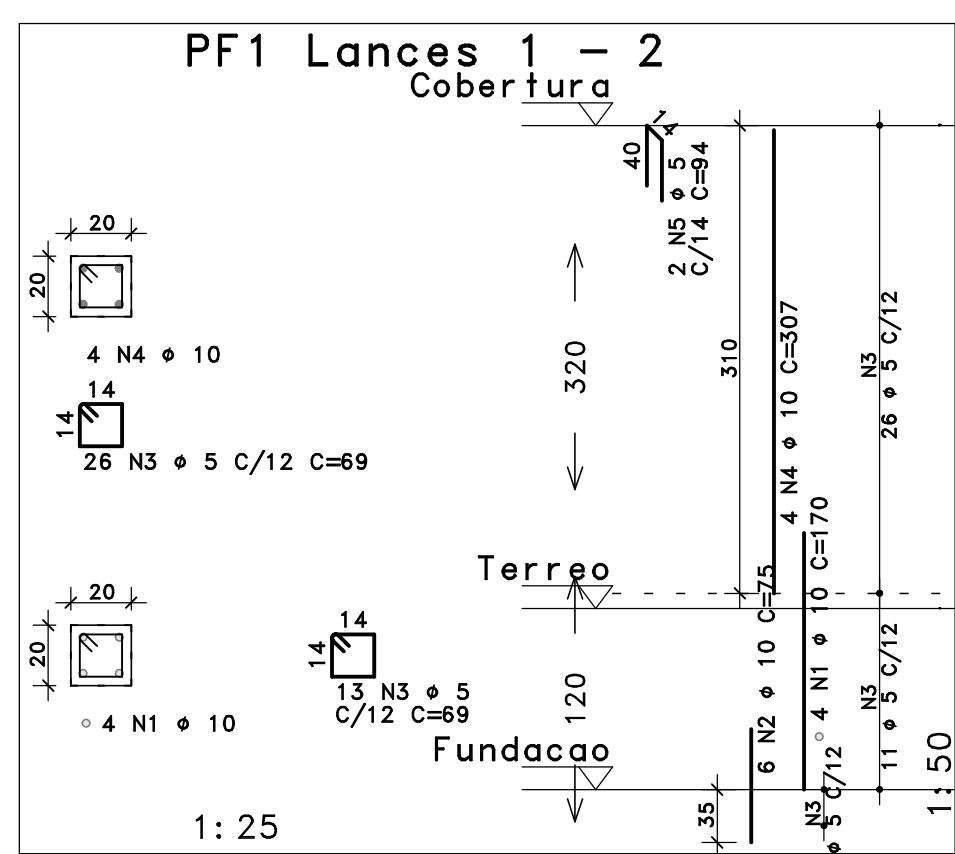 PF1 Lances 1 - 2
Cobertura
14
40
2 N5 ø 5
C/14 C=94
20
20
4 N4 ø 10
14
14
26 N3 ø 5 C/12 C=69
320
310
4 N4 ø 10 C=307
N3
26 ø 5 C/12
Terreo
20
20
4 N1 ø 10
14
14
13 N3 ø 5
C/12 C=69
120
6 N2 ø 10 C=75
4 N1 ø 10 C=170
N3
11 ø 5 C/12
Fundacao
35
N3
ø 5 C/12
1:25
1:50